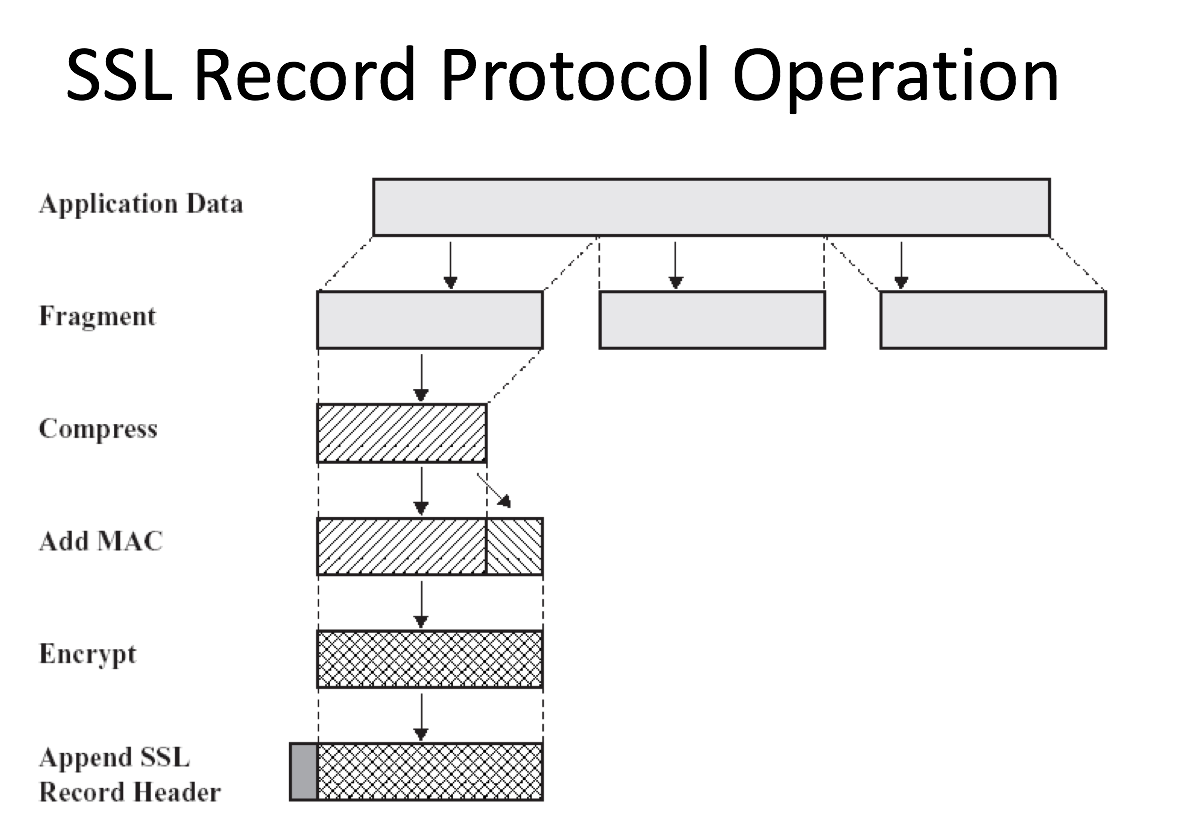 SSL Record Protocol Operation
Application Data
Fragment
Compress
Add MAC
Encrypt
Append SSL
Record Header